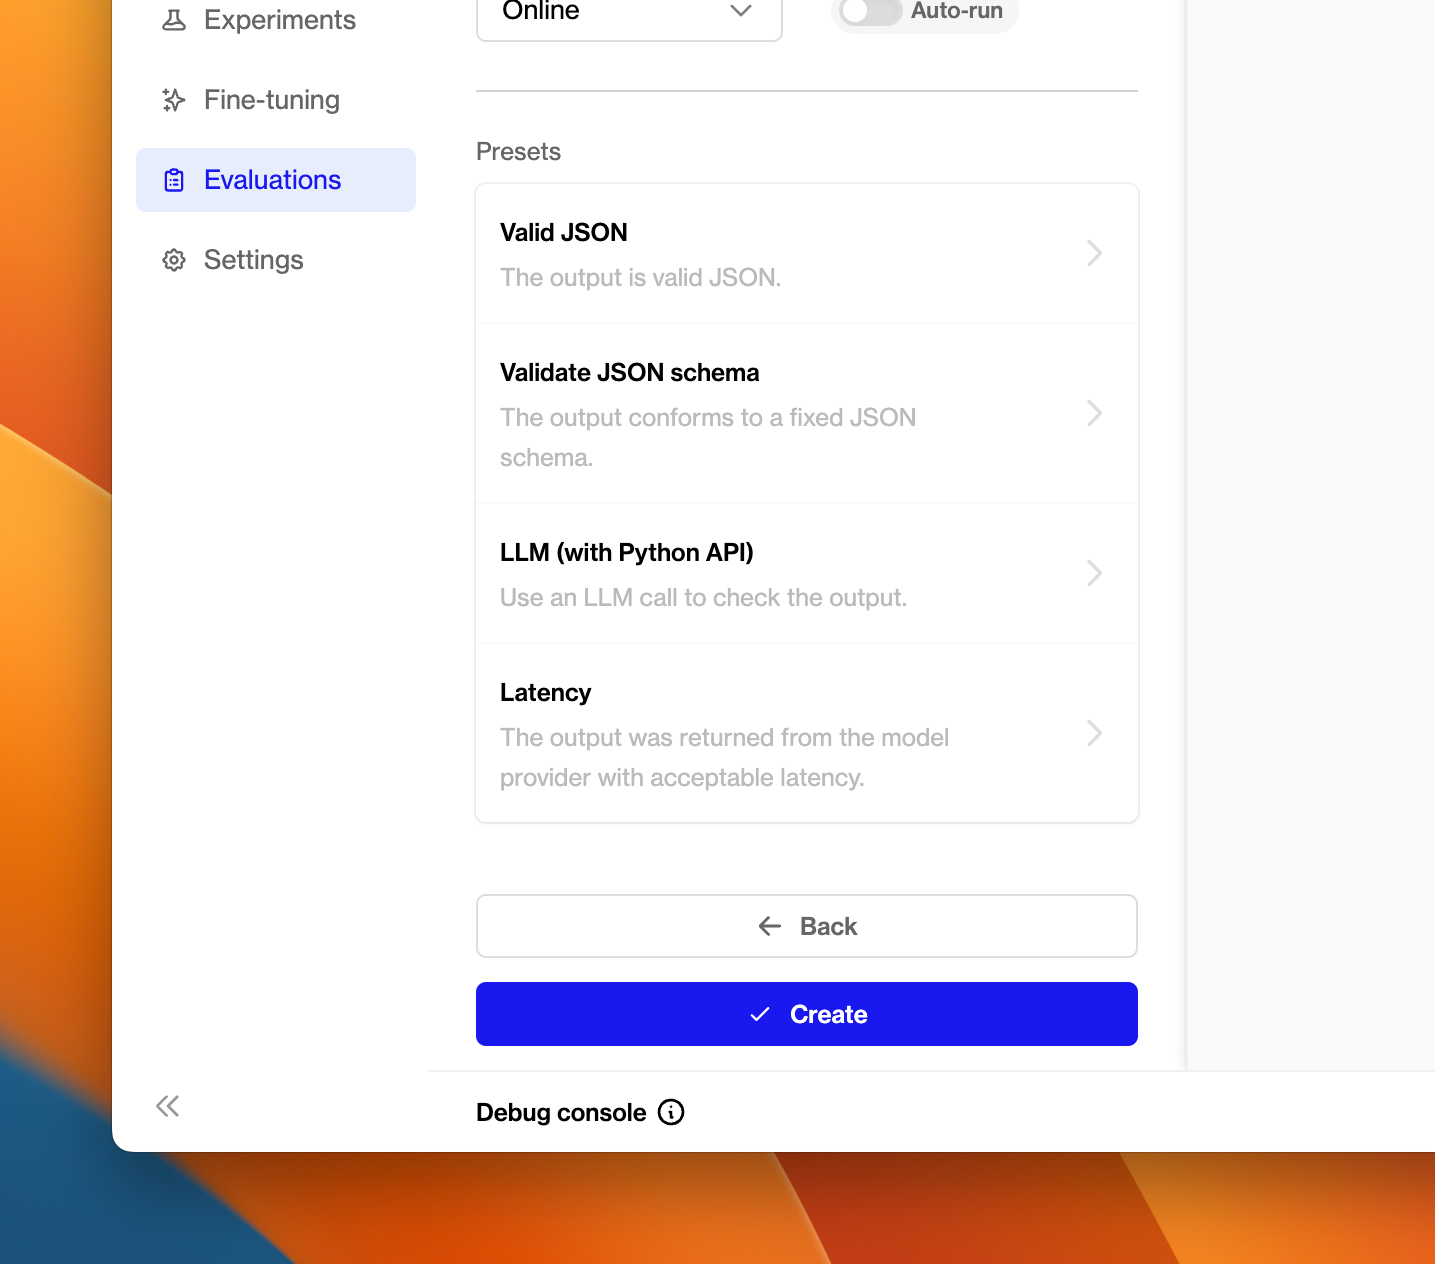 Experiments
Fine-tuning
Evaluations
Settings
Online
Auto-run
Presets
Valid JSON
The output is valid JSON.
Validate JSON schema
The output conforms to a fixed JSON
schema.
LLM (with Python API)
Use an LLM call to check the output.
Latency
The output was returned from the model
provider with acceptable latency.
Back
Create
Debug console